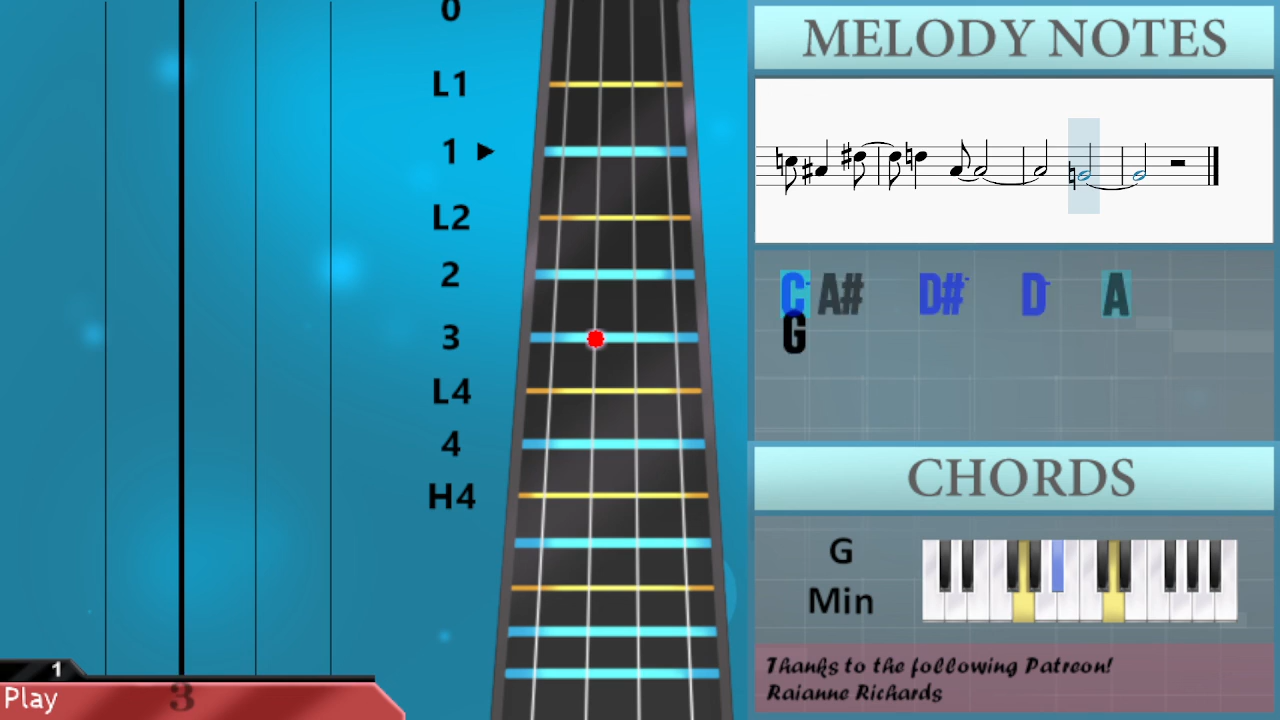 0
L1
1
L2
2
3
L4
4
H4
1
Play
3
MELODY NOTES
C A# D# D A
G
CHORDS
G
Min
Thanks to the following Patreon!
Raianne Richards